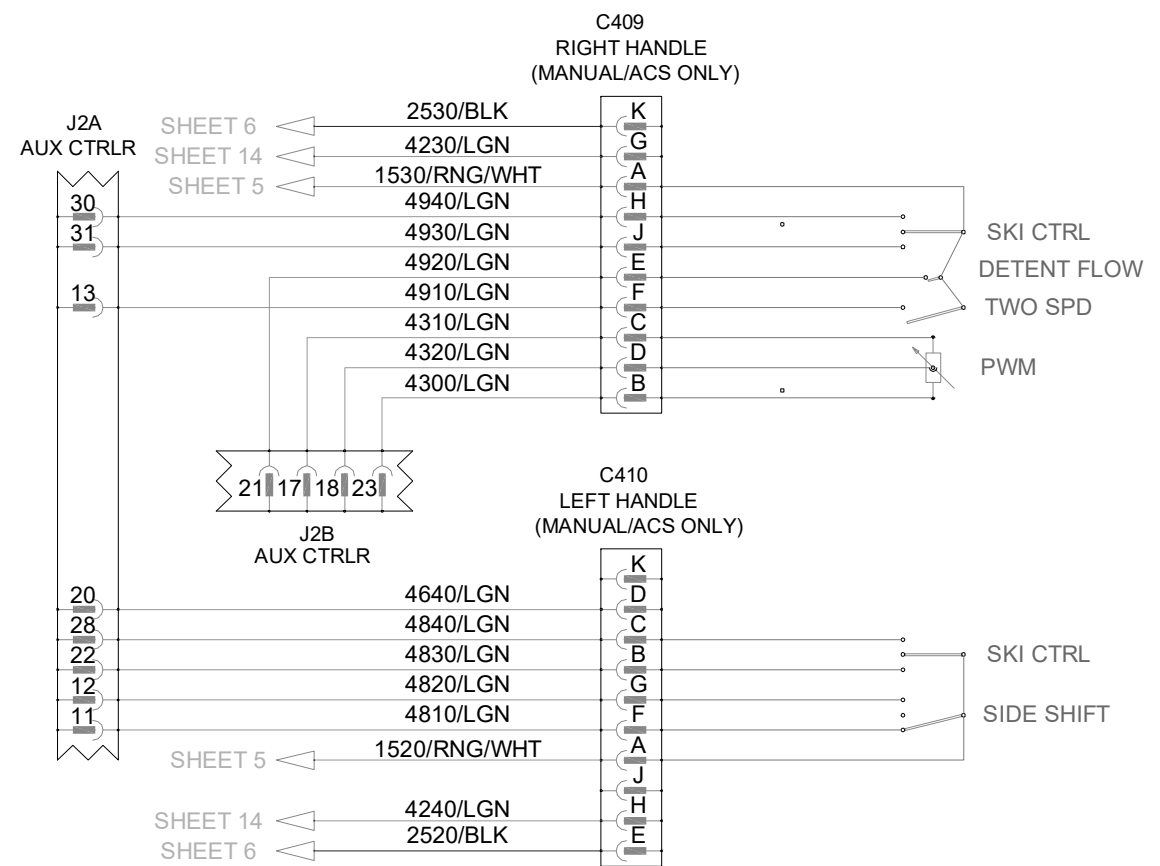 C409
RIGHT HANDLE
(MANUAL/ACS ONLY)
J2A
AUX CTRLR
SHEET 6
2530/BLK
K
SHEET 14
4230/LGN
G
SHEET 5
1530/RNG/WHT
A
30
4940/LGN
H
31
4930/LGN
J
SKI CTRL
4920/LGN
E
DETENT FLOW
13
4910/LGN
F
TWO SPD
4310/LGN
C
4320/LGN
D
PWM
4300/LGN
B
21
17
18
23
J2B
AUX CTRLR
C410
LEFT HANDLE
(MANUAL/ACS ONLY)
K
20
4640/LGN
D
28
4840/LGN
C
22
4830/LGN
B
SKI CTRL
12
4820/LGN
G
11
4810/LGN
F
SIDE SHIFT
SHEET 5
1520/RNG/WHT
A
J
SHEET 14
4240/LGN
H
SHEET 6
2520/BLK
E